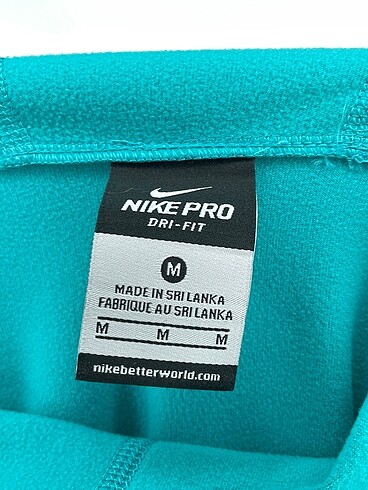 NIKE PRO
DRI-FIT
M
MADE IN SRI LANKA
FABRIQUE AU SRI LANKA
M M M
nikebetterworld.com